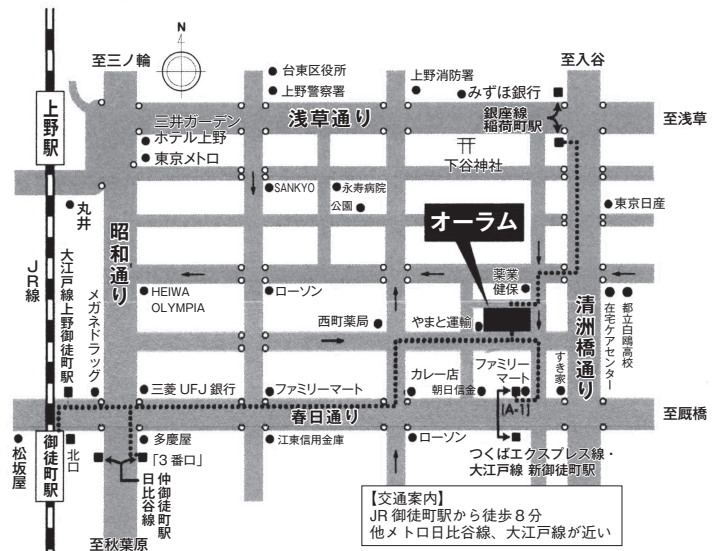 N
至三ノ輪
台東区役所
上野警察署
上野消防署
みずほ銀行
至入谷
上野駅
三井ガーデン
ホテル上野
東京メトロ
浅草通り
銀座線
稲荷町駅
至浅草
下谷神社
丸井
SANKYO
永寿病院
公園
東京日産
オーラム
JR線
大江戸線上野御徒町駅
メガネドラッグ
昭和通り
HEIWA
OLYMPIA
ローソン
西町薬局
やまと運輸
薬業
健保
清洲橋通り
都立白鴎高校
在宅ケアセンター
三菱UFJ銀行
ファミリーマート
カレー店
朝日信金
ファミリー
マート
すき家
[A-1]
春日通り
至厩橋
松坂屋
御徒町駅
北口
多慶屋
「3番口」
仲御徒町駅
日比谷線
江東信用金庫
ローソン
つくばエクスプレス線・
大江戸線 新御徒町駅
至秋葉原
【交通案内】
JR御徒町駅から徒歩8分
他メトロ日比谷線、大江戸線が近い